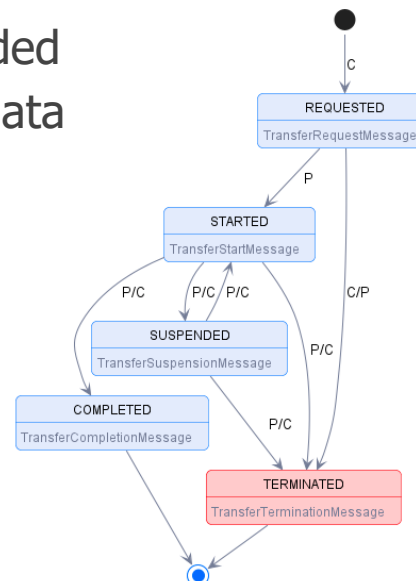 C
REQUESTED
TransferRequestMessage
P
STARTED
TransferStartMessage
P/C
P/C
P/C
C/P
SUSPENDED
TransferSuspensionMessage
P/C
COMPLETED
TransferCompletionMessage
P/C
TERMINATED
TransferTerminationMessage